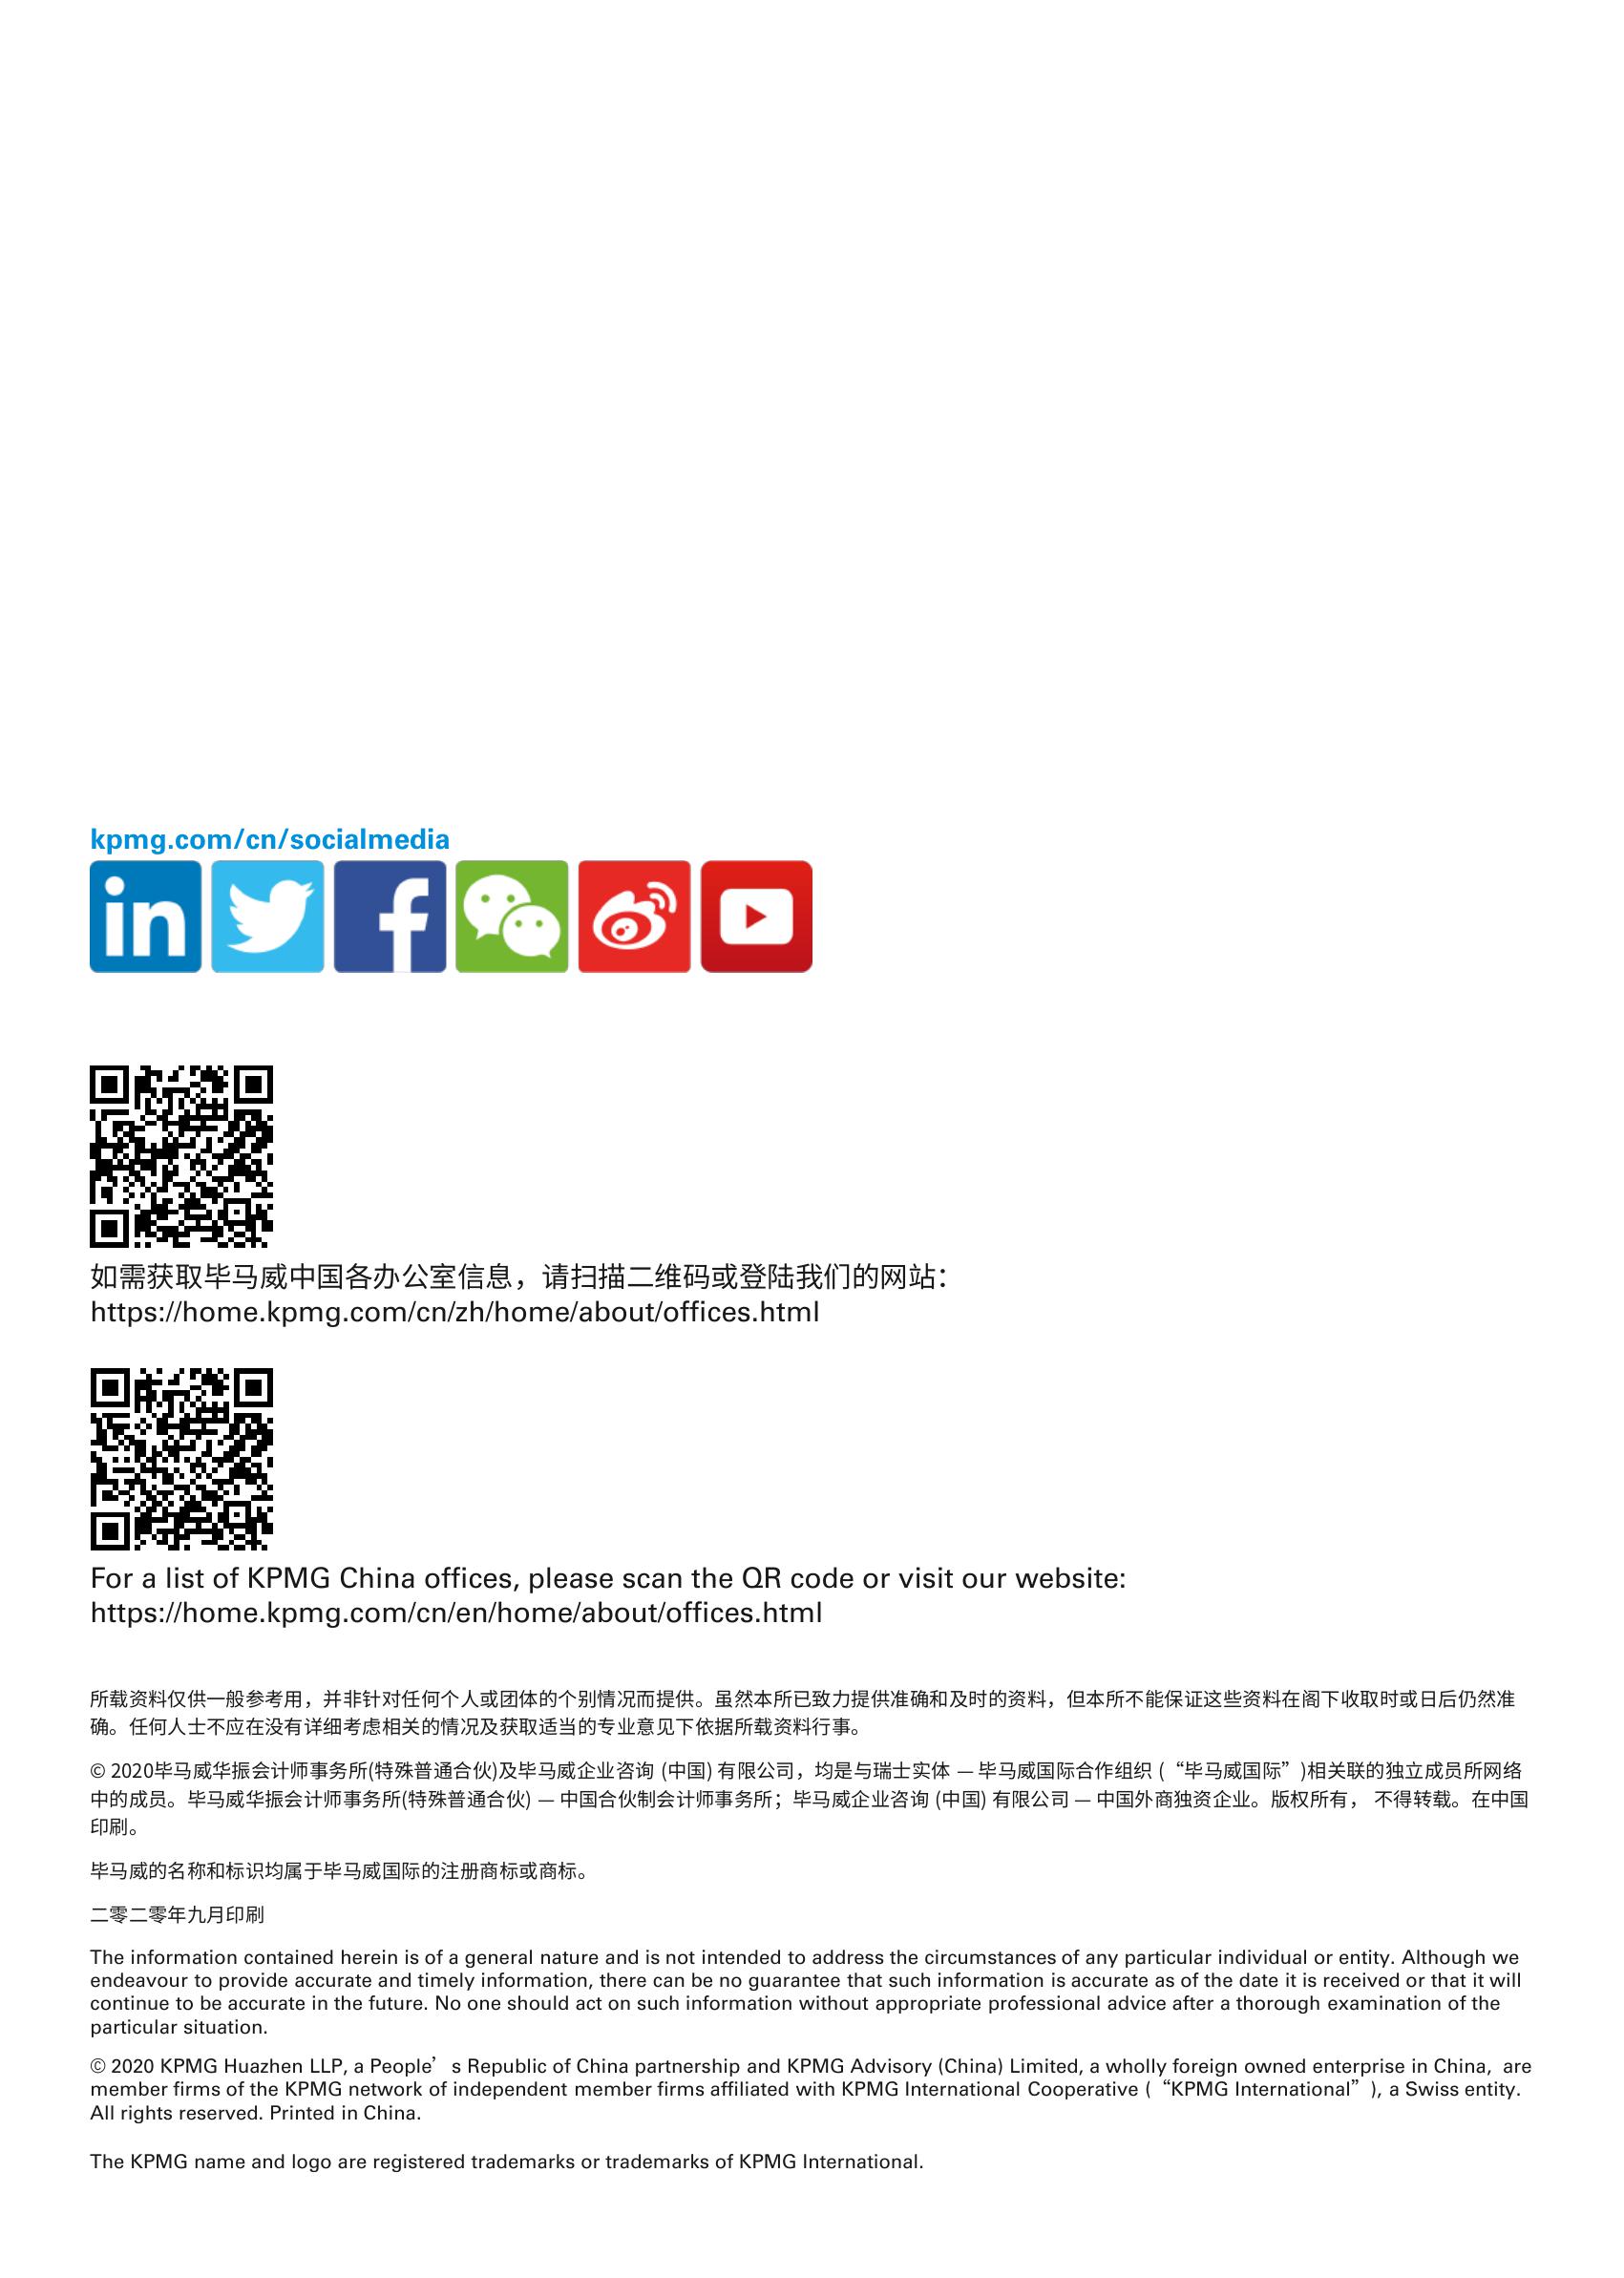 kpmg.com/cn/socialmedia
in
f
如需获取毕马威中国各办公室信息，请扫描二维码或登陆我们的网站：
https://home.kpmg.com/cn/zh/home/about/offices.html
For a list of KPMG China offices, please scan the QR code or visit our website:
https://home.kpmg.com/cn/en/home/about/offices.html
所载资料仅供一般参考用，并非针对任何个人或团体的个别情况而提供。虽然本所已致力提供准确和及时的资料，但本所不能保证这些资料在阁下收取时或日后仍然准
确。任何人士不应在没有详细考虑相关的情况及获取适当的专业意见下依据所载资料行事。
© 2020毕马威华振会计师事务所(特殊普通合伙)及毕马威企业咨询 (中国) 有限公司，均是与瑞士实体 — 毕马威国际合作组织 (“毕马威国际”)相关联的独立成员所网络
中的成员。毕马威华振会计师事务所(特殊普通合伙) — 中国合伙制会计师事务所；毕马威企业咨询 (中国) 有限公司 — 中国外商独资企业。版权所有， 不得转载。在中国
印刷。
毕马威的名称和标识均属于毕马威国际的注册商标或商标。
二零二零年九月印刷
The information contained herein is of a general nature and is not intended to address the circumstances of any particular individual or entity. Although we
endeavour to provide accurate and timely information, there can be no guarantee that such information is accurate as of the date it is received or that it will
continue to be accurate in the future. No one should act on such information without appropriate professional advice after a thorough examination of the
particular situation.
© 2020 KPMG Huazhen LLP, a People’s Republic of China partnership and KPMG Advisory (China) Limited, a wholly foreign owned enterprise in China, are
member firms of the KPMG network of independent member firms affiliated with KPMG International Cooperative (“KPMG International”), a Swiss entity.
All rights reserved. Printed in China.
The KPMG name and logo are registered trademarks or trademarks of KPMG International.